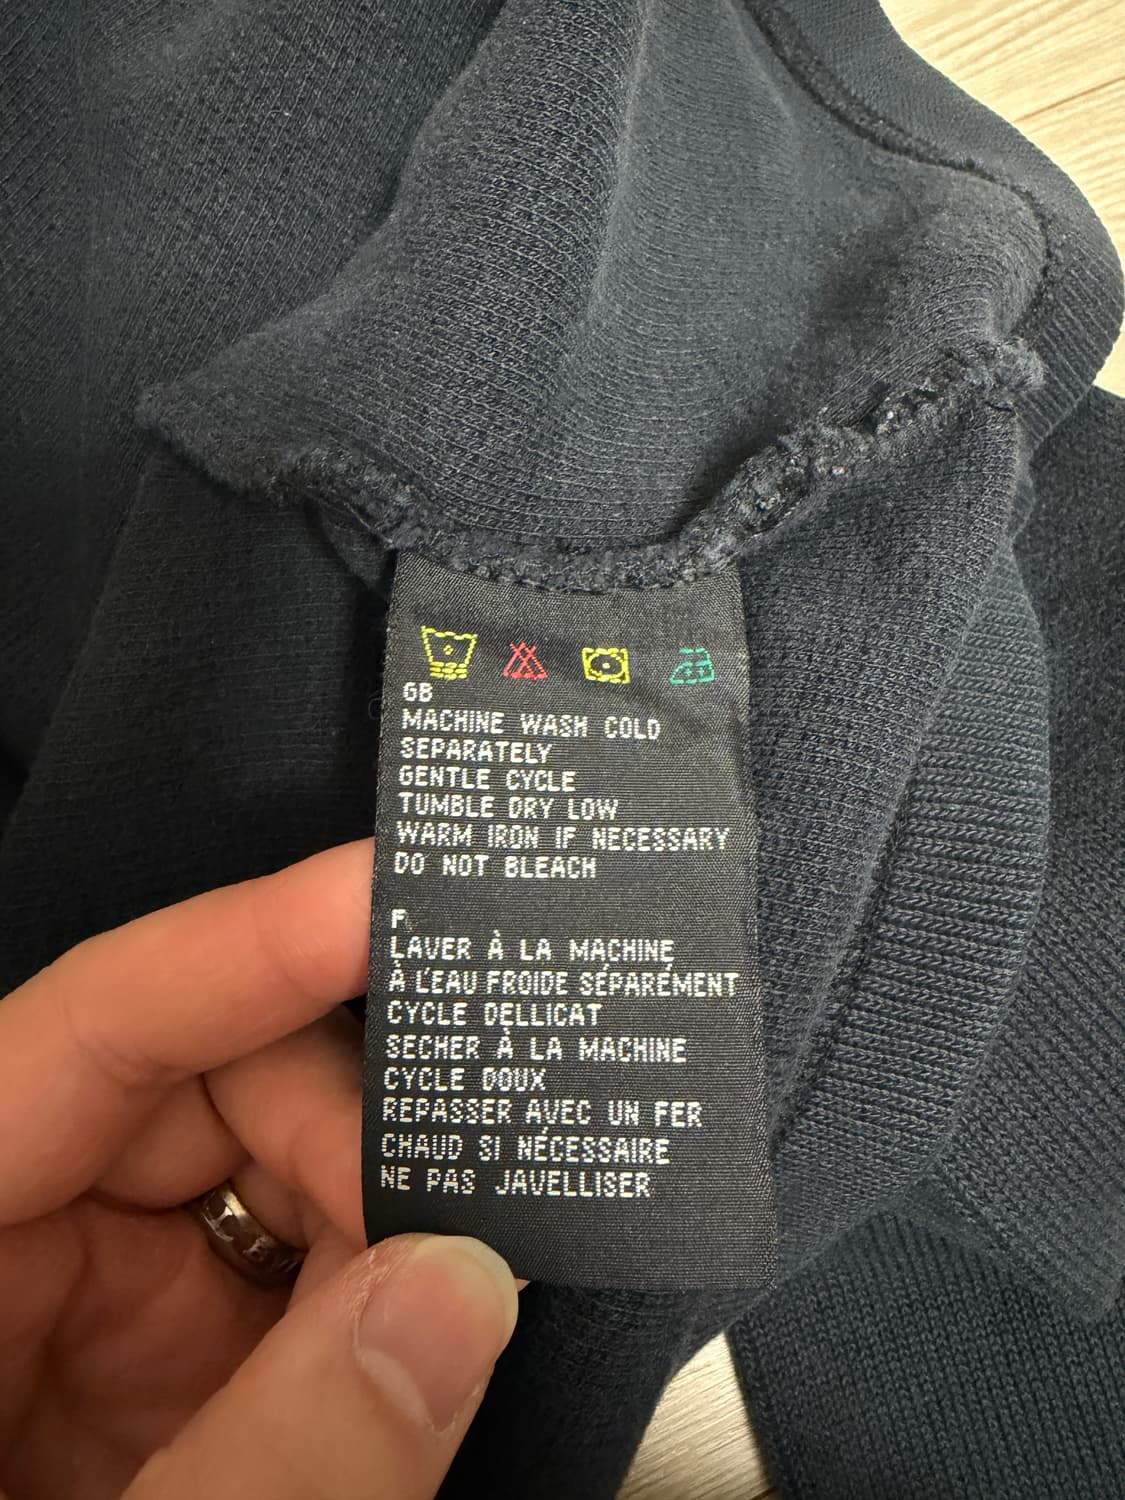 GB
MACHINE WASH COLD
SEPARATELY
GENTLE CYCLE
TUMBLE DRY LOW
WARM IRON IF NECESSARY
DO NOT BLEACH
F
LAVER À LA MACHINE
À L'EAU FROIDE SÉPARÉMENT
CYCLE DELLICAT
SECHER À LA MACHINE
CYCLE DOUX
REPASSER AVEC UN FER
CHAUD SI NÉCESSAIRE
NE PAS JAVELLISER